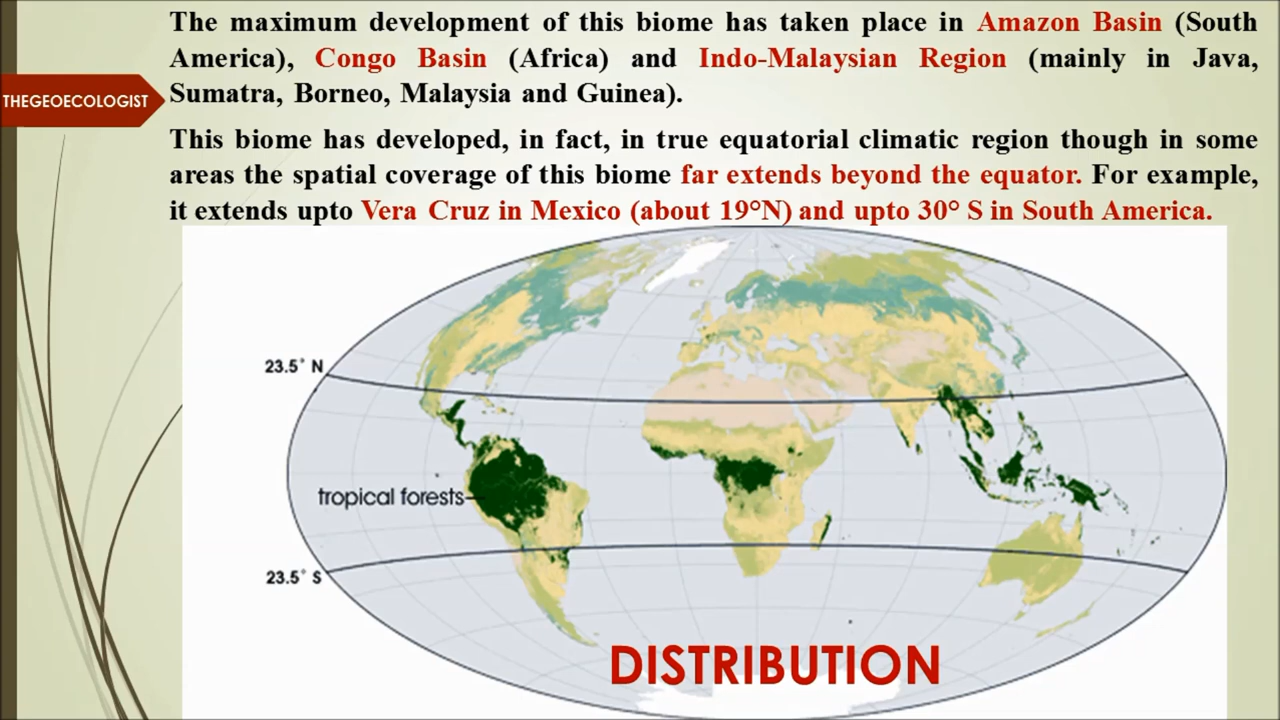 The maximum development of this biome has taken place in Amazon Basin (South
America), Congo Basin (Africa) and Indo-Malaysian Region (mainly in Java,
THEGEOECOLOGIST
Sumatra, Borneo, Malaysia and Guinea).
This biome has developed, in fact, in true equatorial climatic region though in some
areas the spatial coverage of this biome far extends beyond the equator. For example,
it extends upto Vera Cruz in Mexico (about 19°N) and upto 30° S in South America.
23.5° N
tropical forests
23.5° S
DISTRIBUTION